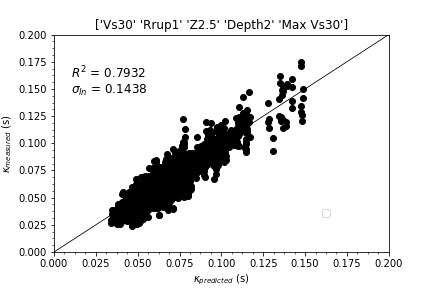 ['Vs30' 'Rrup1' 'Z2.5' 'Depth2' 'Max Vs30']
0.200
0.175
0.150
0.125
0.100
0.075
0.050
0.025
0.000
κmeasured (s)
R² = 0.7932
σln = 0.1438
0.000 0.025 0.050 0.075 0.100 0.125 0.150 0.175 0.200
κpredicted (s)